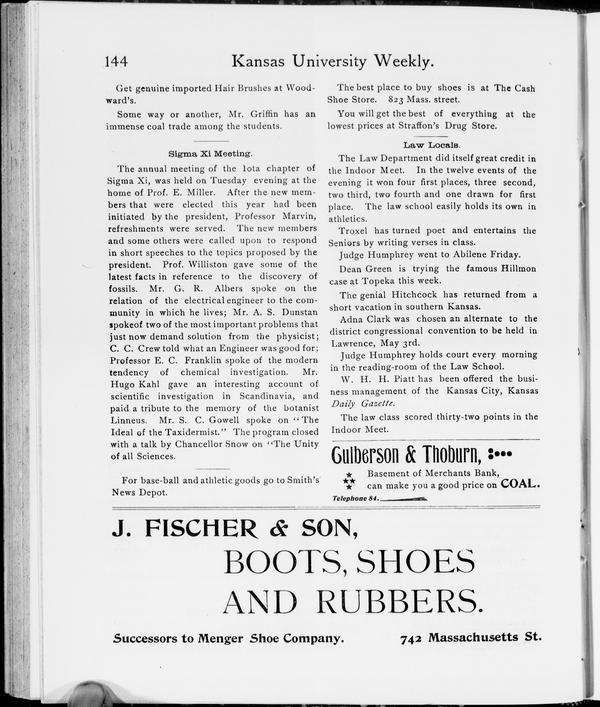 144
Kansas University Weekly.
Get genuine imported Hair Brushes at Wood-
ward's.
Some way or another, Mr. Griffin has an
immense coal trade among the students.
Sigma Xi Meeting.
The annual meeting of the Iota chapter of
Sigma Xi, was held on Tuesday evening at the
home of Prof. E. Miller. After the new mem-
bers that were elected this year had been
initiated by the president, Professor Marvin,
refreshments were served. The new members
and some others were called upon to respond
in short speeches to the topics proposed by the
president. Prof. Williston gave some of the
latest facts in reference to the discovery of
fossils. Mr. G. R. Albers spoke on the
relation of the electrical engineer to the com-
munity in which he lives; Mr. A. S. Dunstan
spoke of two of the most important problems that
just now demand solution from the physicist;
C. C. Crew told what an Engineer was good for;
Professor E. C. Franklin spoke of the modern
tendency of chemical investigation. Mr.
Hugo Kahl gave an interesting account of
scientific investigation in Scandinavia, and
paid a tribute to the memory of the botanist
Linneus. Mr. S. C. Gowell spoke on "The
Ideal of the Taxidermist." The program closed
with a talk by Chancellor Snow on "The Unity
of all Sciences.
For base-ball and athletic goods go to Smith's
News Depot.
The best place to buy shoes is at The Cash
Shoe Store. 823 Mass. street.
You will get the best of everything at the
lowest prices at Straffon's Drug Store.
Law Locals.
The Law Department did itself great credit in
the Indoor Meet. In the twelve events of the
evening it won four first places, three second,
two third, two fourth and one drawn for first
place. The law school easily holds its own in
athletics.
Troxel has turned poet and entertains the
Seniors by writing verses in class.
Judge Humphrey went to Abilene Friday.
Dean Green is trying the famous Hillmon
case at Topeka this week.
The genial Hitchcock has returned from a
short vacation in southern Kansas.
Adna Clark was chosen an alternate to the
district congressional convention to be held in
Lawrence, May 3rd.
Judge Humphrey holds court every morning
in the reading-room of the Law School.
W. H. H. Piatt has been offered the busi-
ness management of the Kansas City, Kansas
Daily Gazette.
The law class scored thirty-two points in the
Indoor Meet.
Gulberson & Thoburn,
Basement of Merchants Bank,
can make you a good price on COAL.
Telephone 84.
J. FISCHER & SON,
BOOTS, SHOES
AND RUBBERS.
Successors to Menger Shoe Company. 742 Massachusetts St.